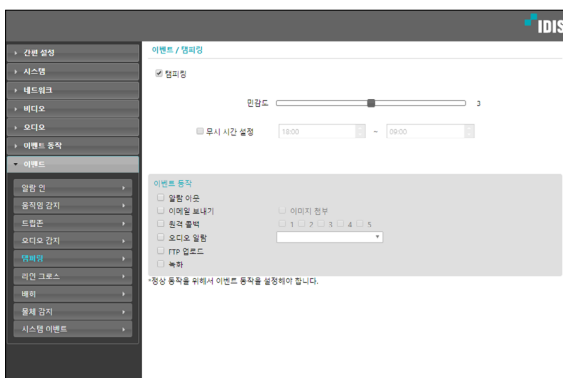 IDIS
간편 설정
시스템
네트워크
비디오
오디오
이벤트 동작
이벤트
알람 인
움직임 감지
트립존
오디오 감지
탬퍼링
라인 크로스
배회
물체 감지
시스템 이벤트
이벤트 / 탬퍼링
탬퍼링
민감도 3
무시 시간 설정 18:00 ~ 09:00
이벤트 동작
알람 아웃
이메일 보내기 이미지 첨부
원격 콜백 1 2 3 4 5
오디오 알람
FTP 업로드
녹화
*정상 동작을 위해서 이벤트 동작을 설정해야 합니다.